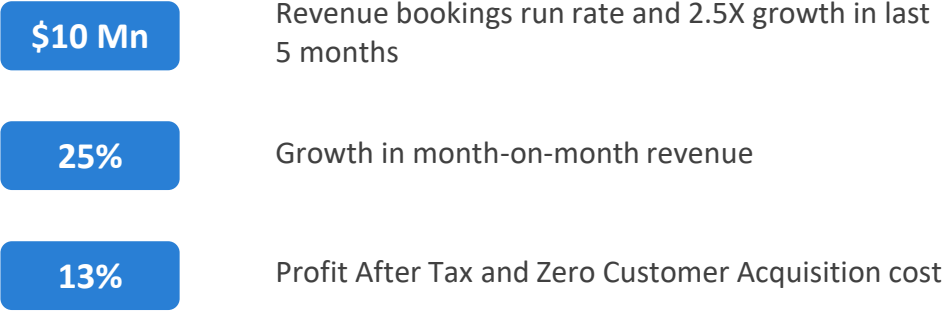 $10 Mn
Revenue bookings run rate and 2.5X growth in last
5 months
25%
Growth in month-on-month revenue
13%
Profit After Tax and Zero Customer Acquisition cost